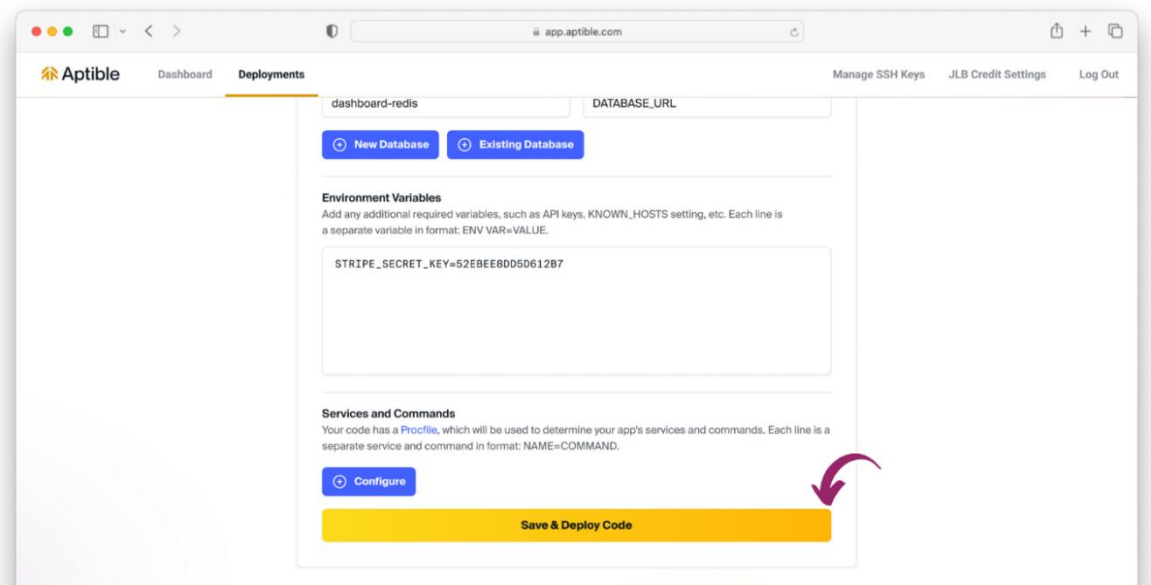 app.aptible.com
Aptible Dashboard Deployments Manage SSH Keys JLB Credit Settings Log Out
dashboard-redis DATABASE_URL
New Database Existing Database
Environment Variables
Add any additional required variables, such as API keys, KNOWN_HOSTS setting, etc. Each line is
a separate variable in format: ENV VAR=VALUE.
STRIPE_SECRET_KEY=52EBEE8DD5D612B7
Services and Commands
Your code has a Procfile, which will be used to determine your app's services and commands. Each line is a
separate service and command in format: NAME=COMMAND.
Configure
Save & Deploy Code